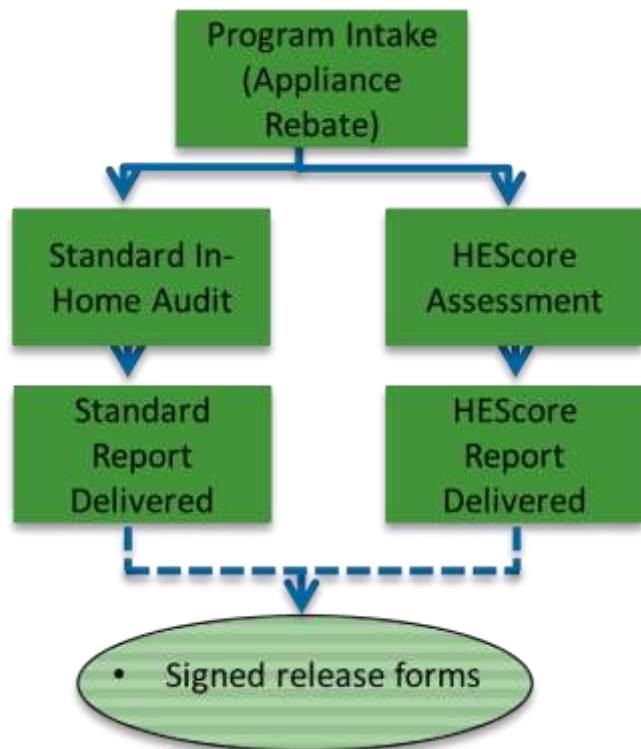 Program Intake
(Appliance
Rebate)
Standard In-
Home Audit
HEScore
Assessment
Standard
Report
Delivered
HEScore
Report
Delivered
• Signed release forms